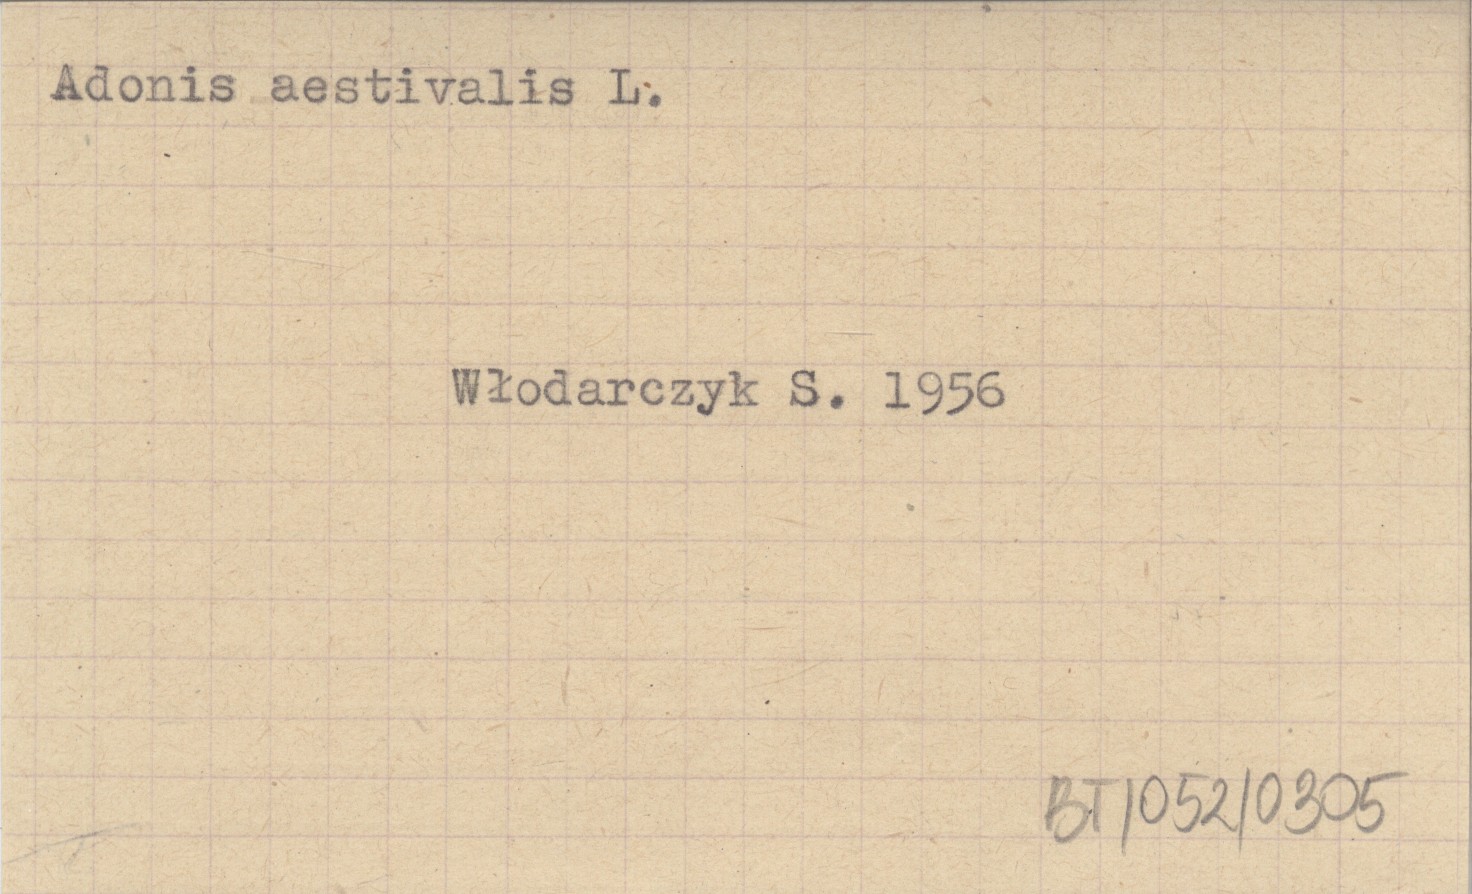 Adonis aestivalis L.
Włodarczyk S. 1956
BT/052/0305